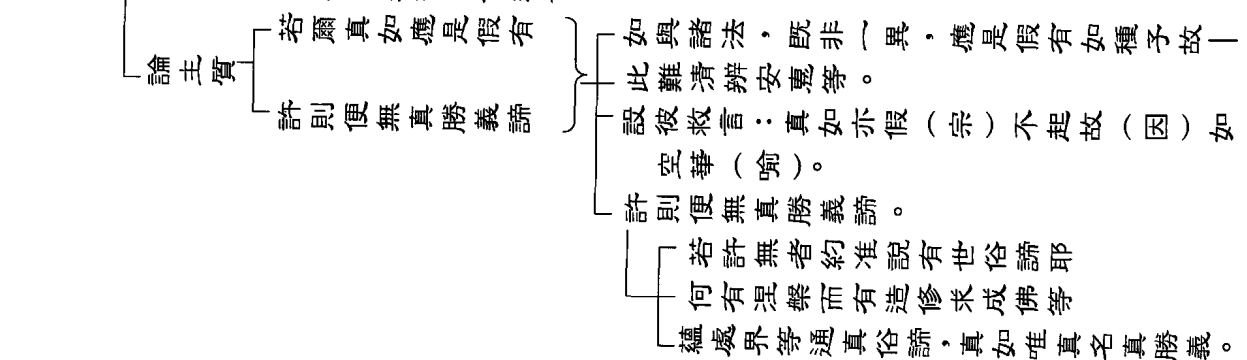 論主質
若爾真如應是假有
許則便無真勝義諦
如與諸法，既非一異，應是假有如種子故—
此難清辨安慧等。
設彼救言：真如亦假（宗）不起故（因）如
空華（喻）。
許則便無真勝義諦。
若許無者約准說有世俗諦耶
何有涅槃而有造修求成佛等
蘊處界等通真俗諦，真如唯真名真勝義。